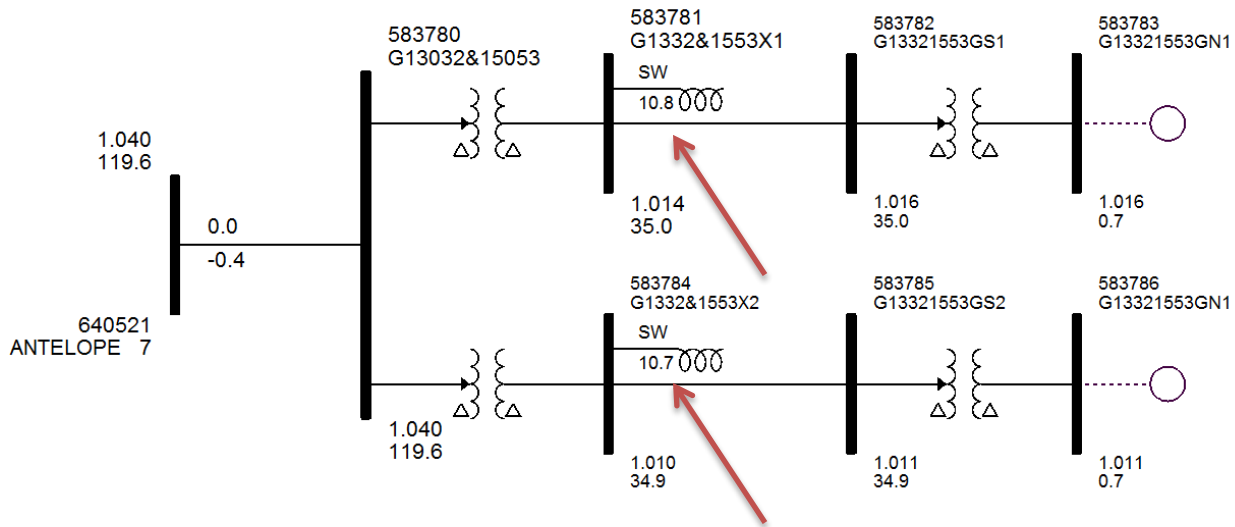 583780
G13032&15053
583781
G1332&1553X1
583782
G13321553GS1
583783
G13321553GN1
SW
10.8
1.040
119.6
0.0
-0.4
1.014
35.0
1.016
35.0
1.016
0.7
583784
G1332&1553X2
583785
G13321553GS2
583786
G13321553GN1
SW
10.7
640521
ANTELOPE 7
1.040
119.6
1.010
34.9
1.011
34.9
1.011
0.7